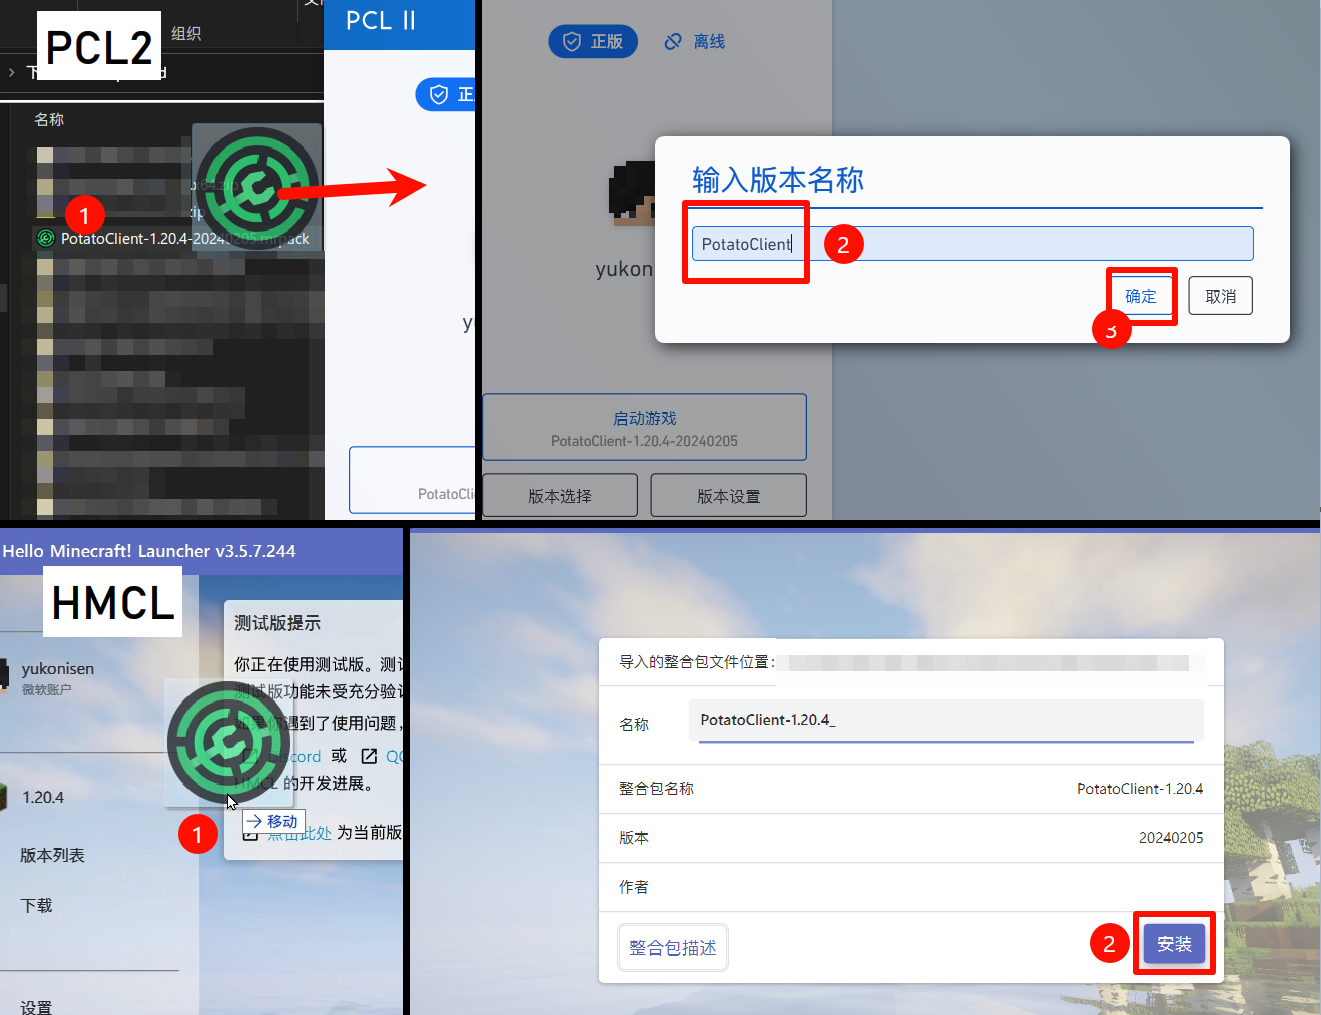 PCL2
组织
名称
x64.zip
zip
PotatoClient-1.20.4-20240205.mrpack
1
PCL II
正
PotatoCli
正版
离线
yukon
输入版本名称
PotatoClient
2
确定
取消
3
启动游戏
PotatoClient-1.20.4-20240205
版本选择
版本设置
Hello Minecraft! Launcher v3.5.7.244
HMCL
yukonisen
微软账户
1.20.4
版本列表
下载
设置
测试版提示
你正在使用测试版。测试
测试版功能未受充分验证
如果你遇到了使用问题，
Discord 或 QQ
HMCL 的开发进展。
移动
点击此处 为当前版
1
导入的整合包文件位置：
名称
PotatoClient-1.20.4_
整合包名称
PotatoClient-1.20.4
版本
20240205
作者
整合包描述
2
安装